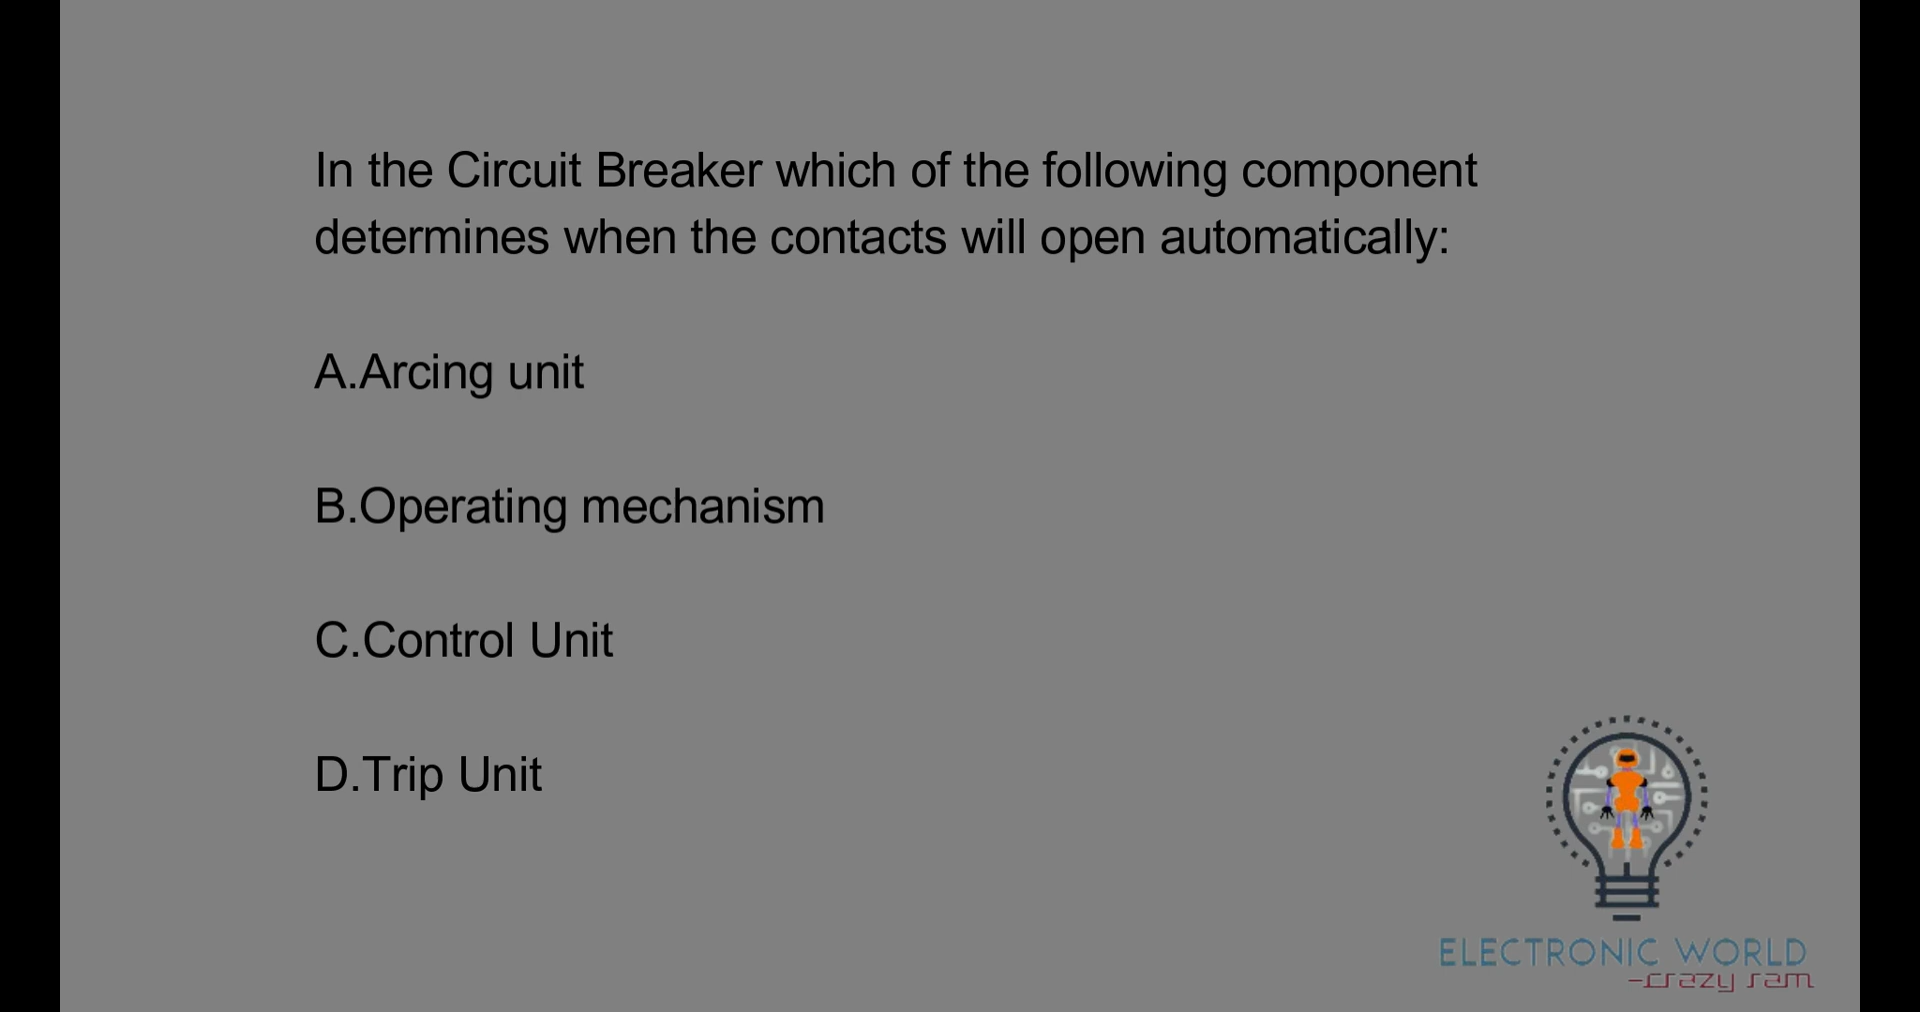 In the Circuit Breaker which of the following component
determines when the contacts will open automatically:
A.Arcing unit
B.Operating mechanism
C.Control Unit
D.Trip Unit
ELECTRONIC WORLD
-crazy ram